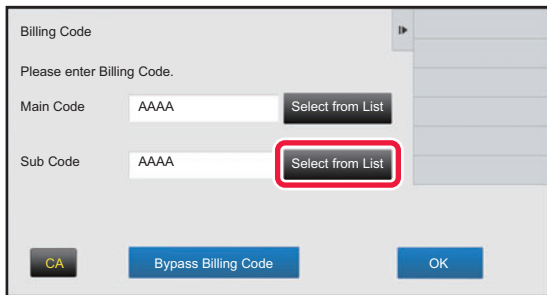 Billing Code
Please enter Billing Code.
Main Code AAAA Select from List
Sub Code AAAA Select from List
CA Bypass Billing Code OK